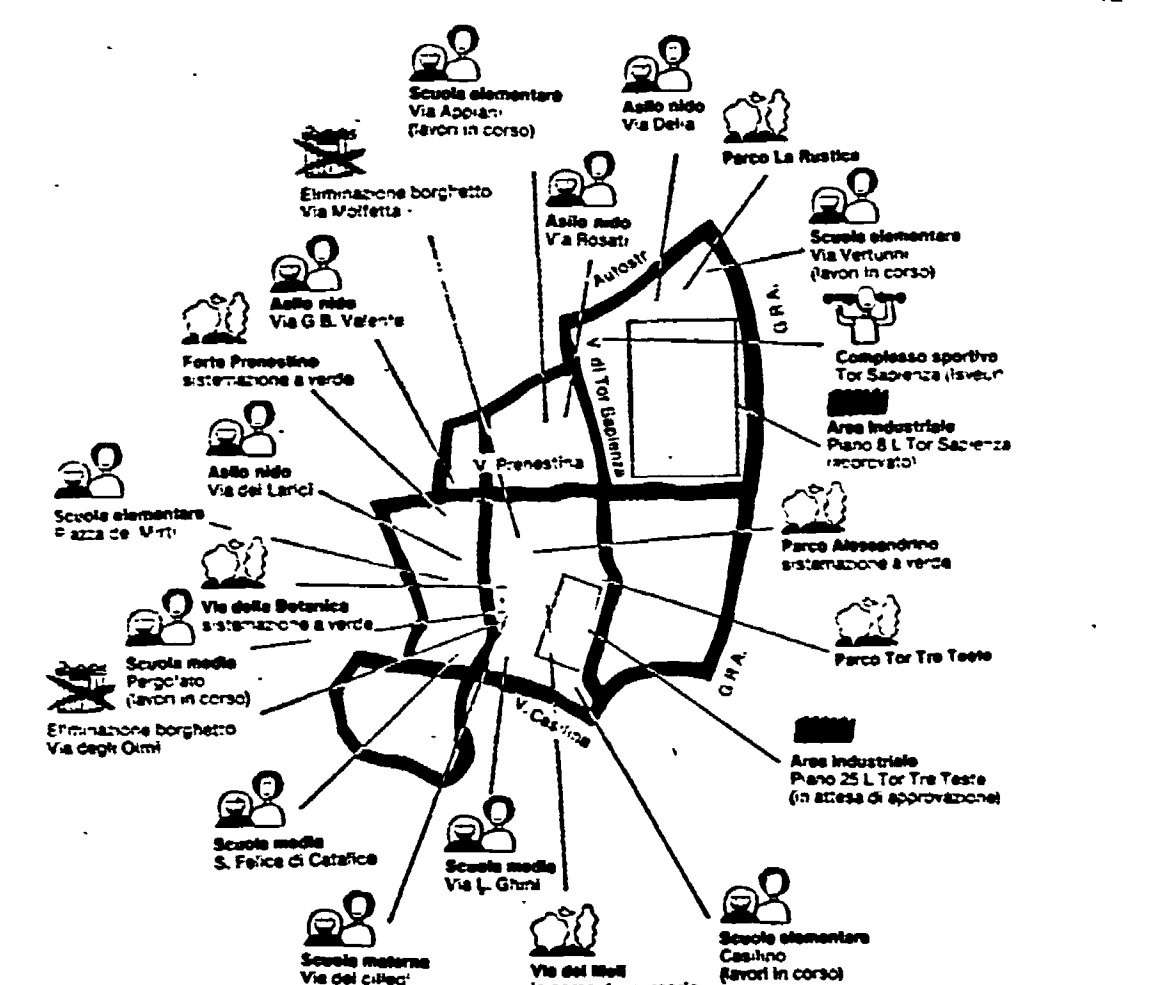 Scuola elementare
Via Appiani
(lavori in corso)
Asilo nido
Via Delia
Parco La Rustica
Eliminazione borghetto
Via Molfetta
Asilo nido
Via Rosati
Scuola elementare
Via Vertunni
(lavori in corso)
Autostr
G.R.A.
Asilo nido
Via G.B. Valente
Forte Prenestino
sistemazione a verde
V. di Tor Sapienza
Complesso sportivo
Tor Sapienza
Area Industriale
Piano 8 L Tor Sapienza
(approvato)
V. Prenestina
Asilo nido
Via dei Larici
Scuola elementare
Piazza dei Mirti
Parco Alessandrino
sistemazione a verde
Via della Botanica
sistemazione a verde
Scuola media
Pergolato
(lavori in corso)
Parco Tor Tre Teste
G.R.A.
Eliminazione borghetto
Via degli Olmi
V. Casilina
Area Industriale
Piano 25 L Tor Tre Teste
(in attesa di approvazione)
Scuola media
S. Felice di Catafice
Scuola media
Via L. Ghini
Scuola elementare
Casilino
(lavori in corso)
Scuola materna
Via dei
Via dei Meli